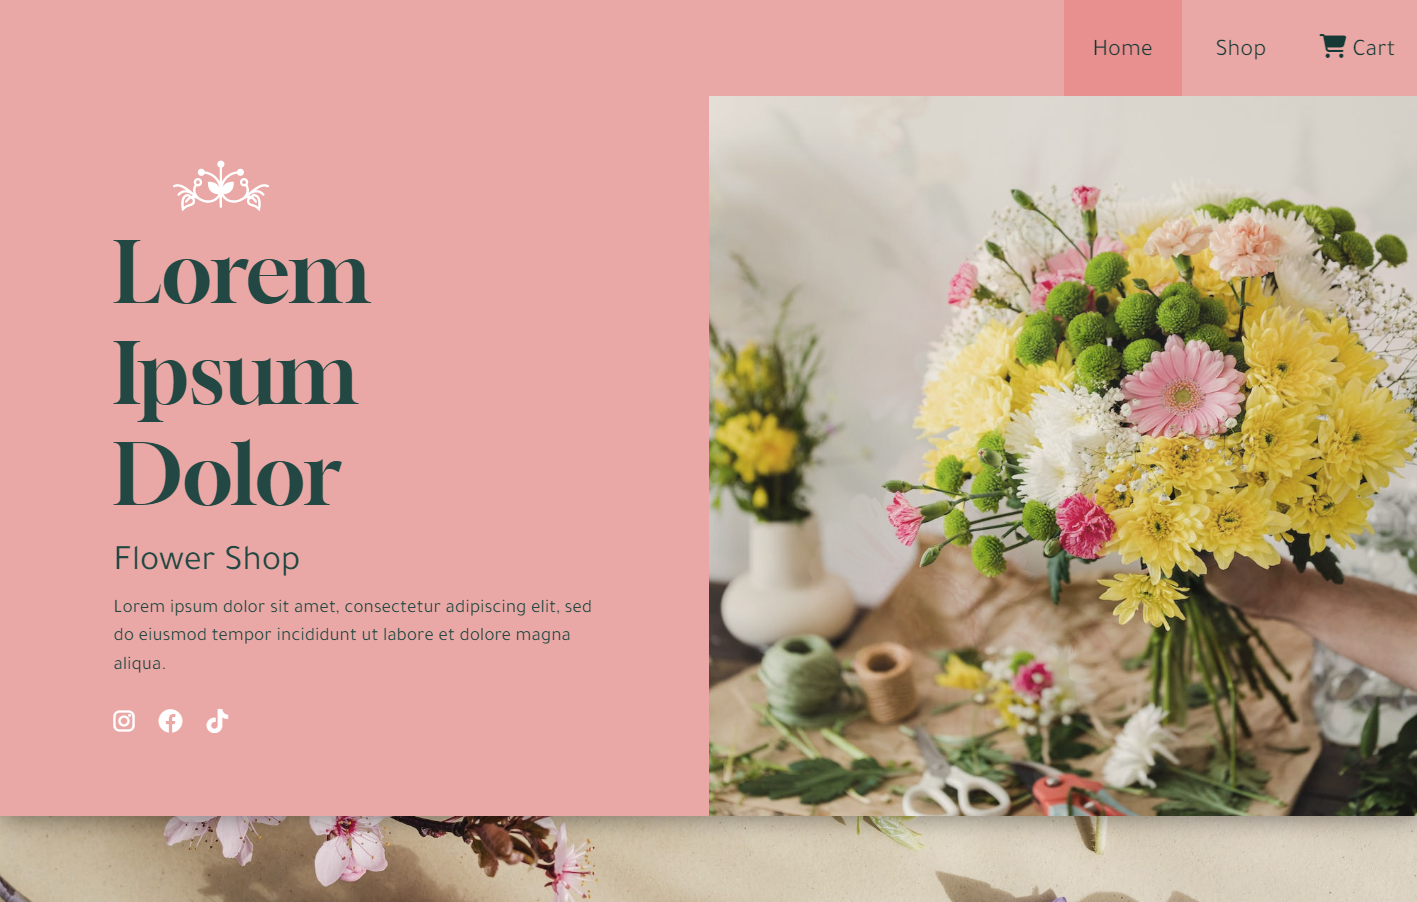 Home
Shop
Cart
Lorem
Ipsum
Dolor
Flower Shop
Lorem ipsum dolor sit amet, consectetur adipiscing elit, sed
do eiusmod tempor incididunt ut labore et dolore magna
aliqua.